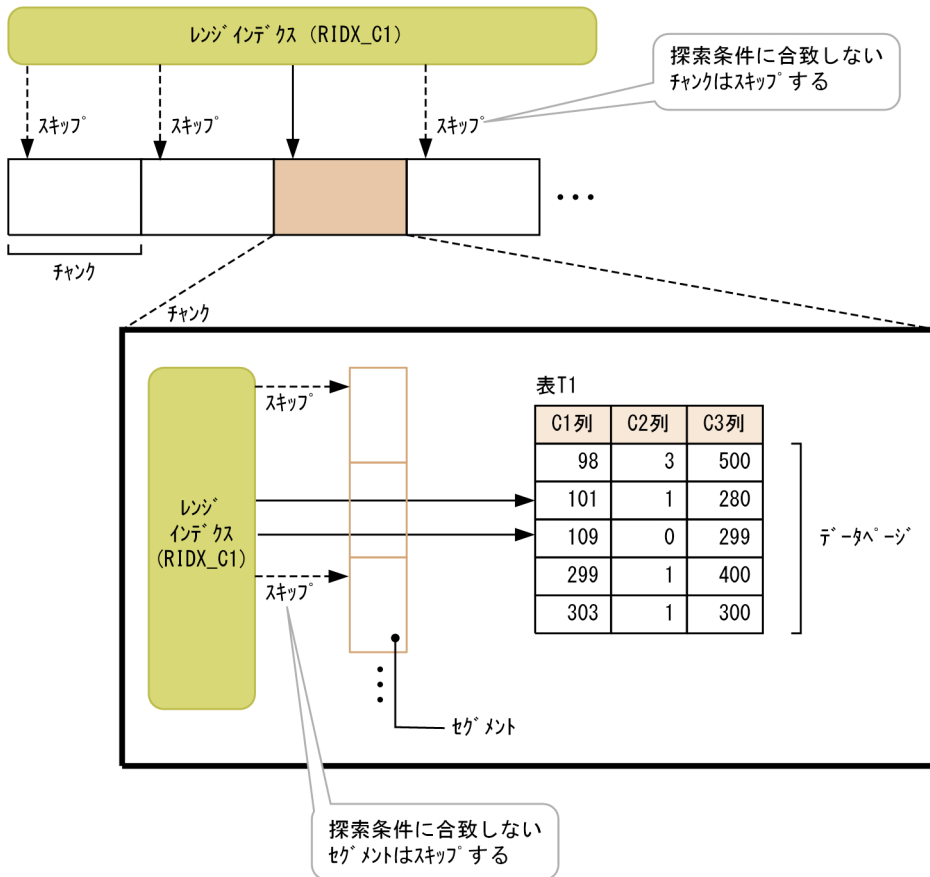 ﾚﾝｼﾞｲﾝﾃﾞｸｽ (RIDX_C1)
探索条件に合致しない
ﾁｬﾝｸはｽｷｯﾌﾟする
ｽｷｯﾌﾟ
ｽｷｯﾌﾟ
ｽｷｯﾌﾟ
･･･
ﾁｬﾝｸ
ﾁｬﾝｸ
ｽｷｯﾌﾟ
表T1
C1列 C2列 C3列
98 3 500
101 1 280
109 0 299
299 1 400
303 1 300
ﾚﾝｼﾞ
ｲﾝﾃﾞｸｽ
(RIDX_C1)
ﾃﾞｰﾀﾍﾟｰｼﾞ
ｽｷｯﾌﾟ
ｾｸﾞﾒﾝﾄ
探索条件に合致しない
ｾｸﾞﾒﾝﾄはｽｷｯﾌﾟする